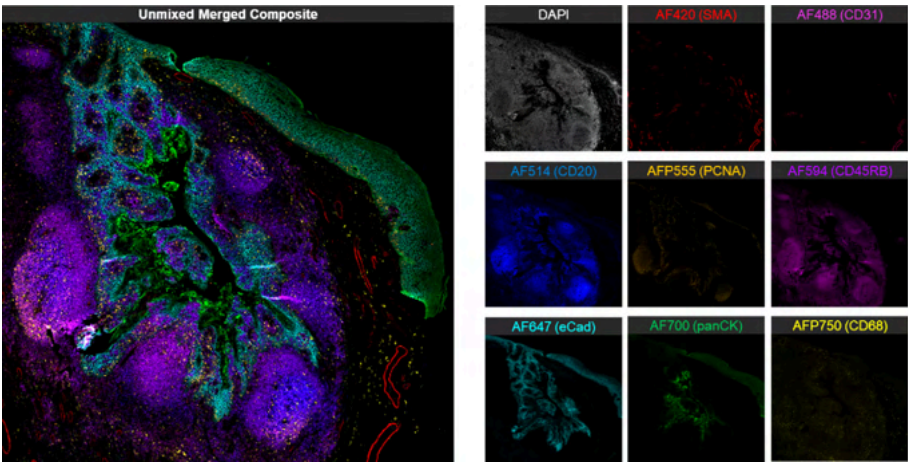 Unmixed Merged Composite
DAPI
AF420 (SMA)
AF488 (CD31)
AF514 (CD20)
AFP555 (PCNA)
AF594 (CD45RB)
AF647 (eCad)
AF700 (panCK)
AFP750 (CD68)